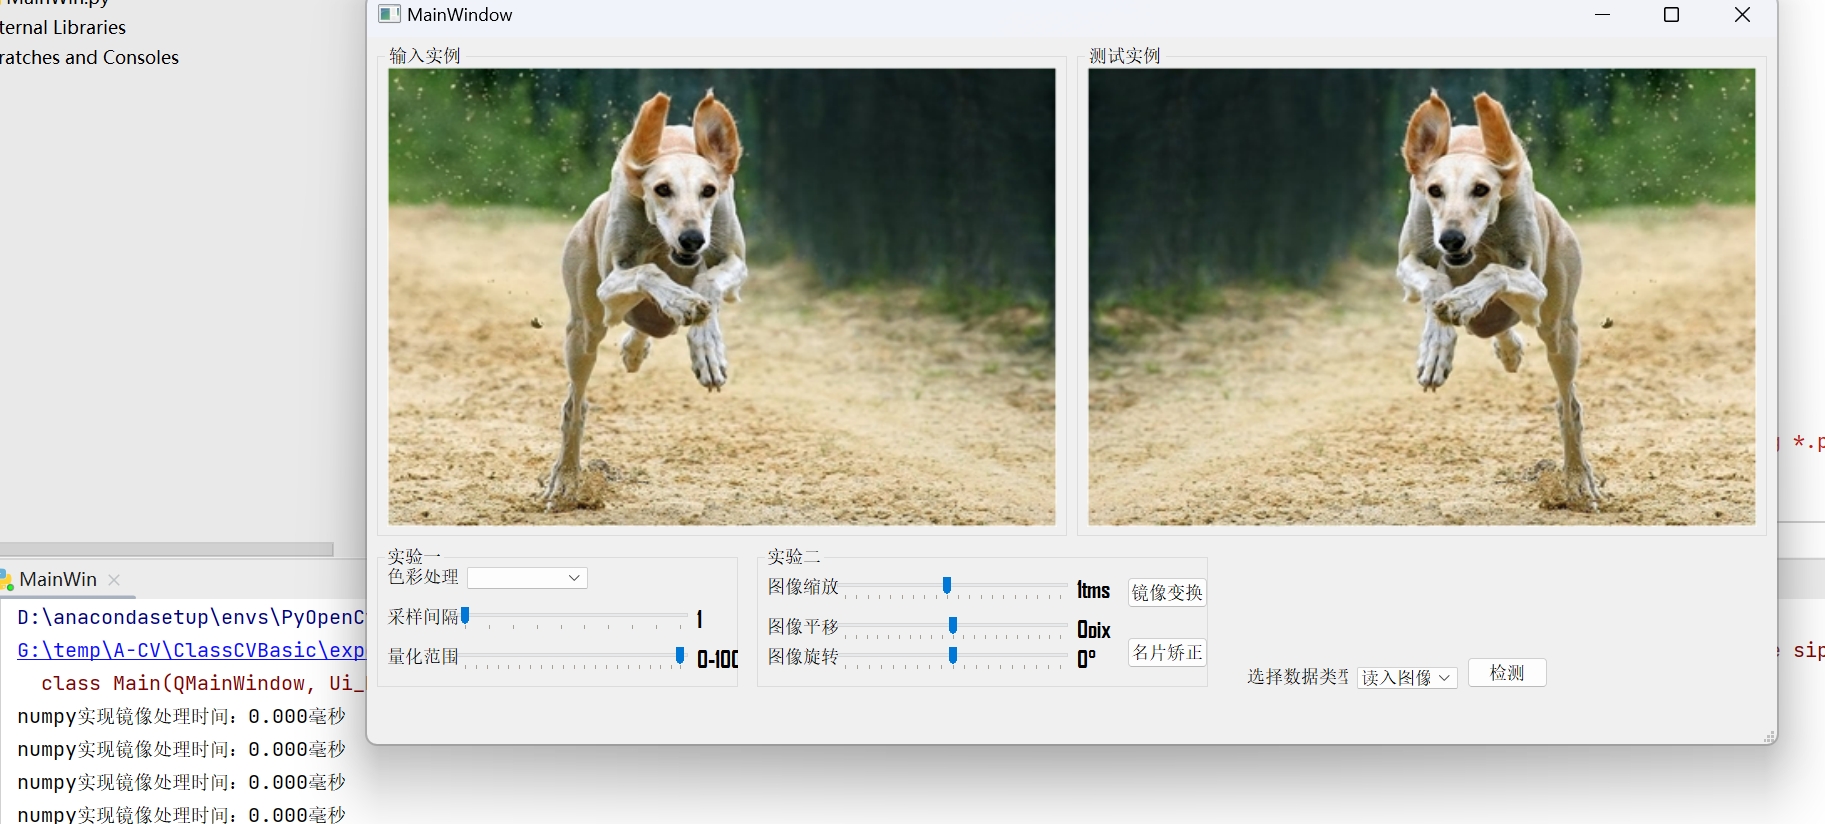 MainWin.py
ternal Libraries
ratches and Consoles
MainWindow
输入实例
测试实例
实验一
色彩处理
采样间隔
1
量化范围
0-100
实验二
图像缩放
1tms
镜像变换
图像平移
0pix
图像旋转
0°
名片矫正
选择数据类型
读入图像
检测
*.p
MainWin
D:\anacondasetup\envs\PyOpenC
G:\temp\A-CV\ClassCVBasic\exp
sip
class Main(QMainWindow, Ui_
numpy实现镜像处理时间：0.000毫秒
numpy实现镜像处理时间：0.000毫秒
numpy实现镜像处理时间：0.000毫秒
numpy实现镜像处理时间：0.000毫秒